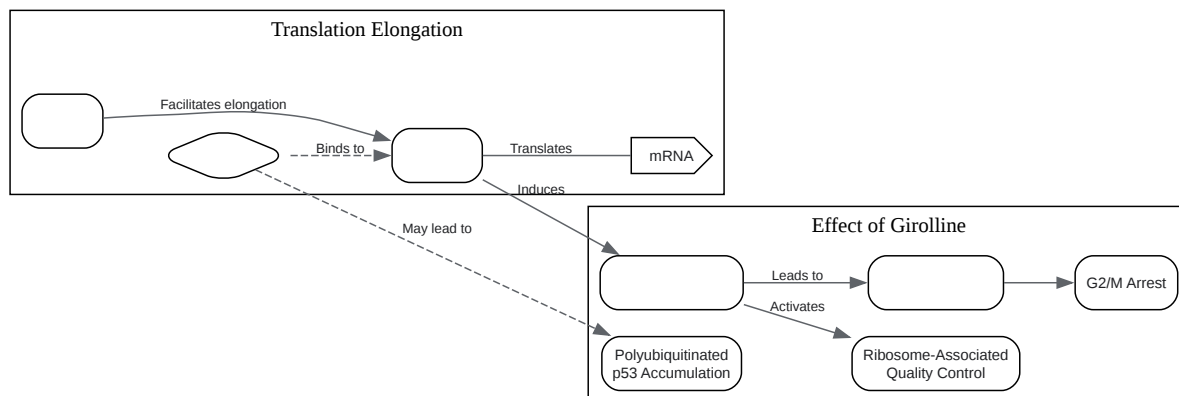 Translation Elongation
Facilitates elongation
Binds to
Translates
mRNA
Induces
May lead to
Effect of Girolline
Leads to
G2/M Arrest
Activates
Polyubiquitinated
p53 Accumulation
Ribosome-Associated
Quality Control